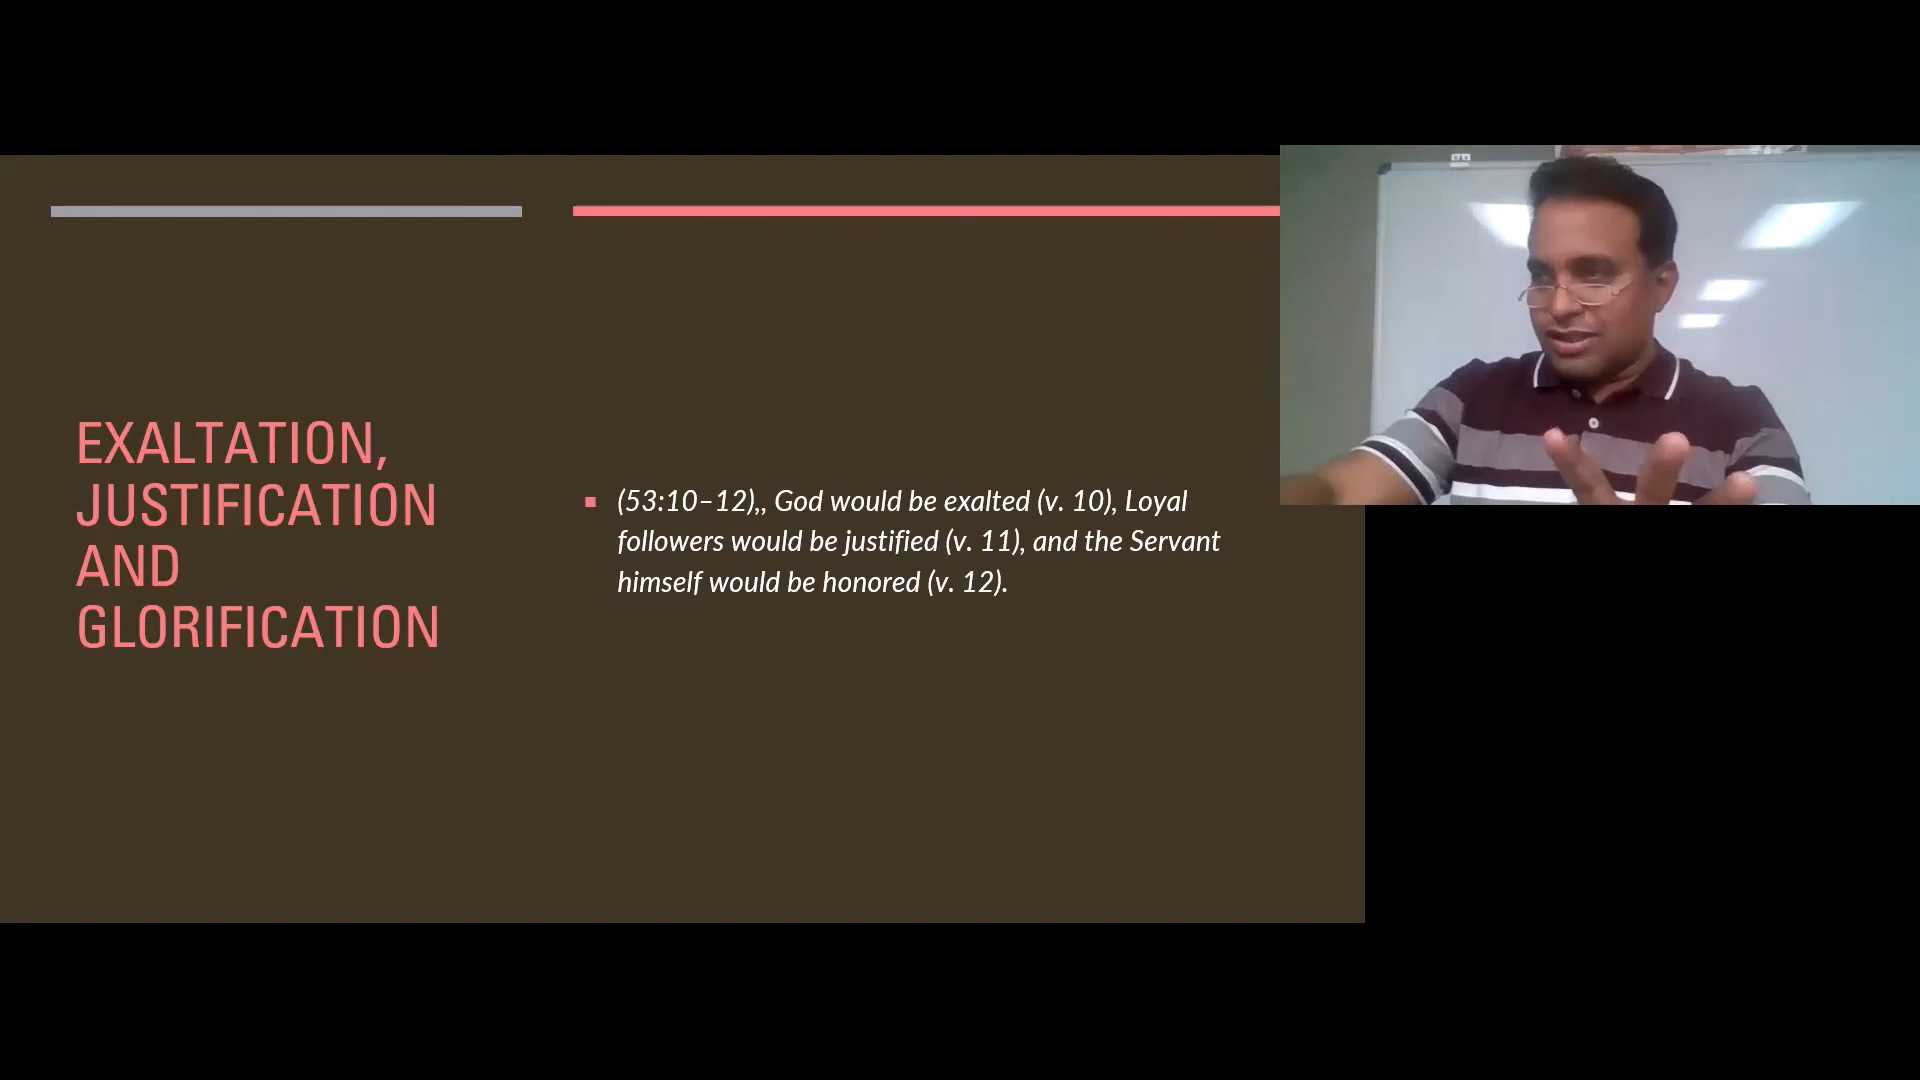 EXALTATION,
JUSTIFICATION
AND
GLORIFICATION
(53:10–12),, God would be exalted (v. 10), Loyal
followers would be justified (v. 11), and the Servant
himself would be honored (v. 12).